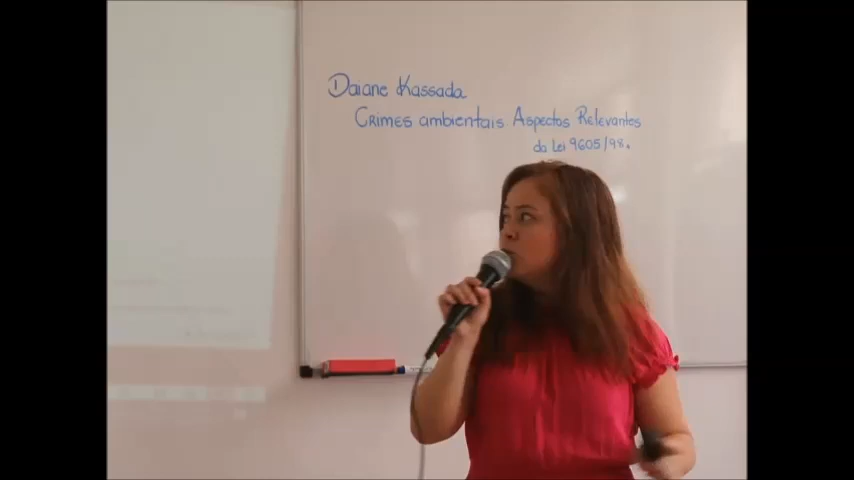 Daiane Kassada
Crimes ambientais Aspectos Relevantes
da Lei 9605/98.